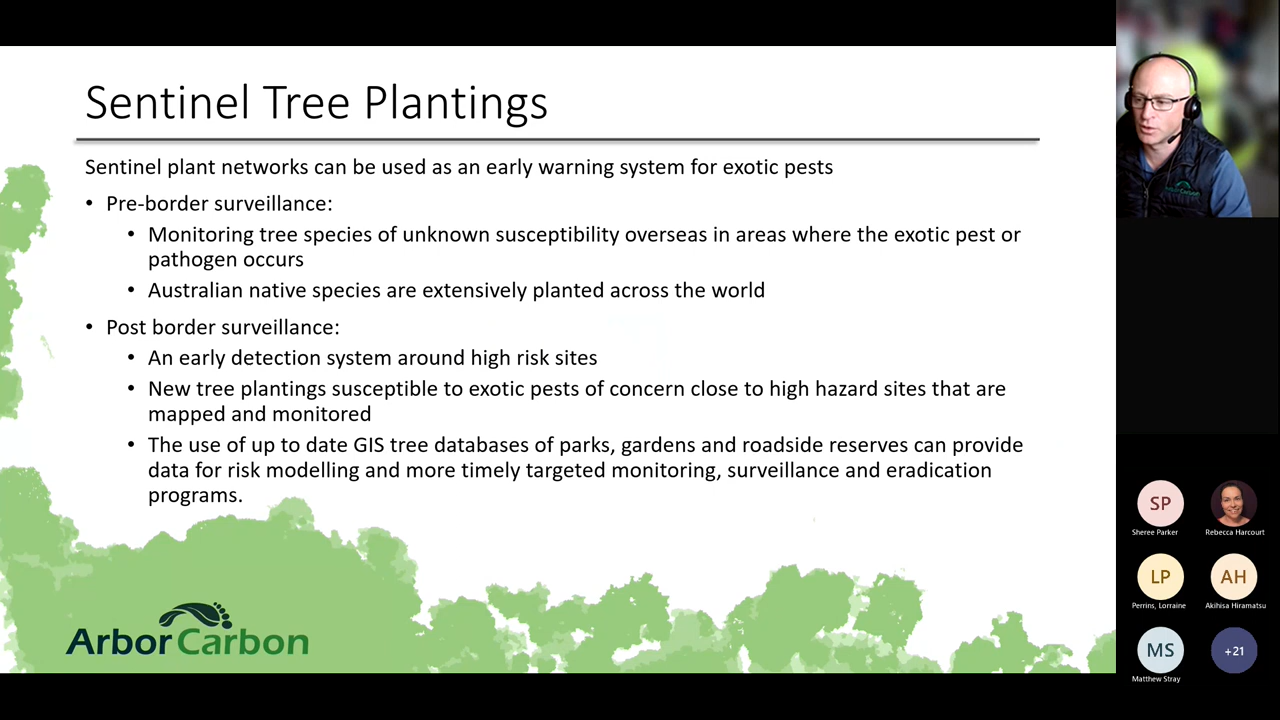 Sentinel Tree Plantings
Sentinel plant networks can be used as an early warning system for exotic pests
• Pre-border surveillance:
• Monitoring tree species of unknown susceptibility overseas in areas where the exotic pest or
pathogen occurs
• Australian native species are extensively planted across the world
• Post border surveillance:
• An early detection system around high risk sites
• New tree plantings susceptible to exotic pests of concern close to high hazard sites that are
mapped and monitored
• The use of up to date GIS tree databases of parks, gardens and roadside reserves can provide
data for risk modelling and more timely targeted monitoring, surveillance and eradication
programs.
ArborCarbon
ArborCarbon
SP
Sheree Parker
Rebecca Harcourt
LP
AH
Perrins, Lorraine
Akihisa Hiramatsu
MS
+21
Matthew Stray